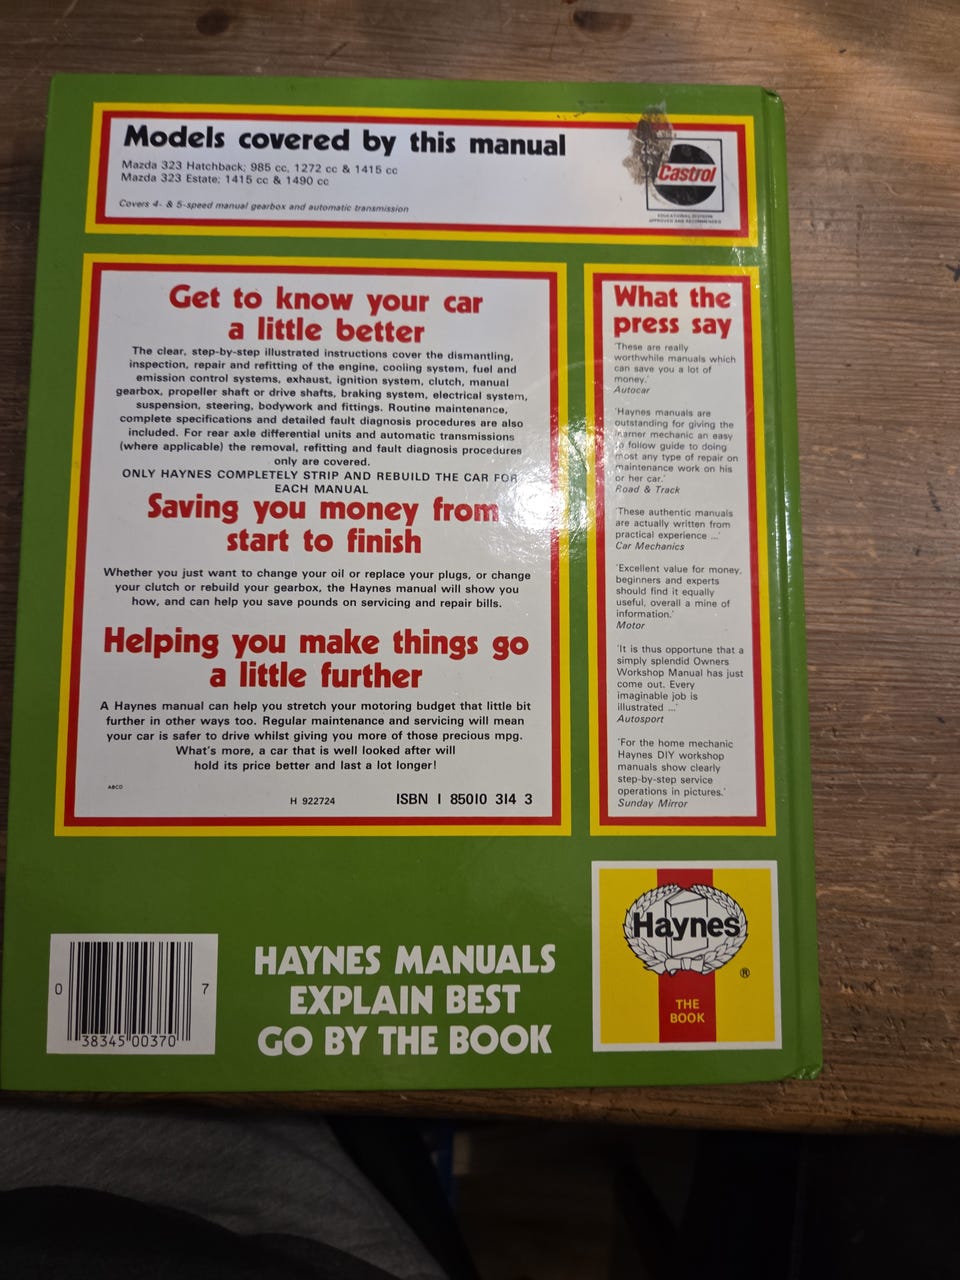 Models covered by this manual
Mazda 323 Hatchback; 985 cc, 1272 cc & 1415 cc
Mazda 323 Estate; 1415 cc & 1490 cc
Covers 4- & 5-speed manual gearbox and automatic transmission
Castrol
EDUCATIONAL DIVISION
APPROVED AND RECOMMENDED
Get to know your car
a little better
The clear, step-by-step illustrated instructions cover the dismantling,
inspection, repair and refitting of the engine, cooling system, fuel and
emission control systems, exhaust, ignition system, clutch, manual
gearbox, propeller shaft or drive shafts, braking system, electrical system,
suspension, steering, bodywork and fittings. Routine maintenance,
complete specifications and detailed fault diagnosis procedures are also
included. For rear axle differential units and automatic transmissions
(where applicable) the removal, refitting and fault diagnosis procedures
only are covered.
ONLY HAYNES COMPLETELY STRIP AND REBUILD THE CAR FOR
EACH MANUAL
Saving you money from
start to finish
Whether you just want to change your oil or replace your plugs, or change
your clutch or rebuild your gearbox, the Haynes manual will show you
how, and can help you save pounds on servicing and repair bills.
Helping you make things go
a little further
A Haynes manual can help you stretch your motoring budget that little bit
further in other ways too. Regular maintenance and servicing will mean
your car is safer to drive whilst giving you more of those precious mpg.
What's more, a car that is well looked after will
hold its price better and last a lot longer!
ABCD
H 922724
ISBN 1 85010 314 3
What the
press say
'These are really
worthwhile manuals which
can save you a lot of
money.'
Autocar
'Haynes manuals are
outstanding for giving the
learner mechanic an easy
to follow guide to doing
most any type of repair on
maintenance work on his
or her car.'
Road & Track
'These authentic manuals
are actually written from
practical experience ...'
Car Mechanics
'Excellent value for money,
beginners and experts
should find it equally
useful, overall a mine of
information.'
Motor
'It is thus opportune that a
simply splendid Owners
Workshop Manual has just
come out. Every
imaginable job is
illustrated ...'
Autosport
'For the home mechanic
Haynes DIY workshop
manuals show clearly
step-by-step service
operations in pictures.'
Sunday Mirror
0 38345 00370 7
HAYNES MANUALS
EXPLAIN BEST
GO BY THE BOOK
Haynes
®
THE
BOOK